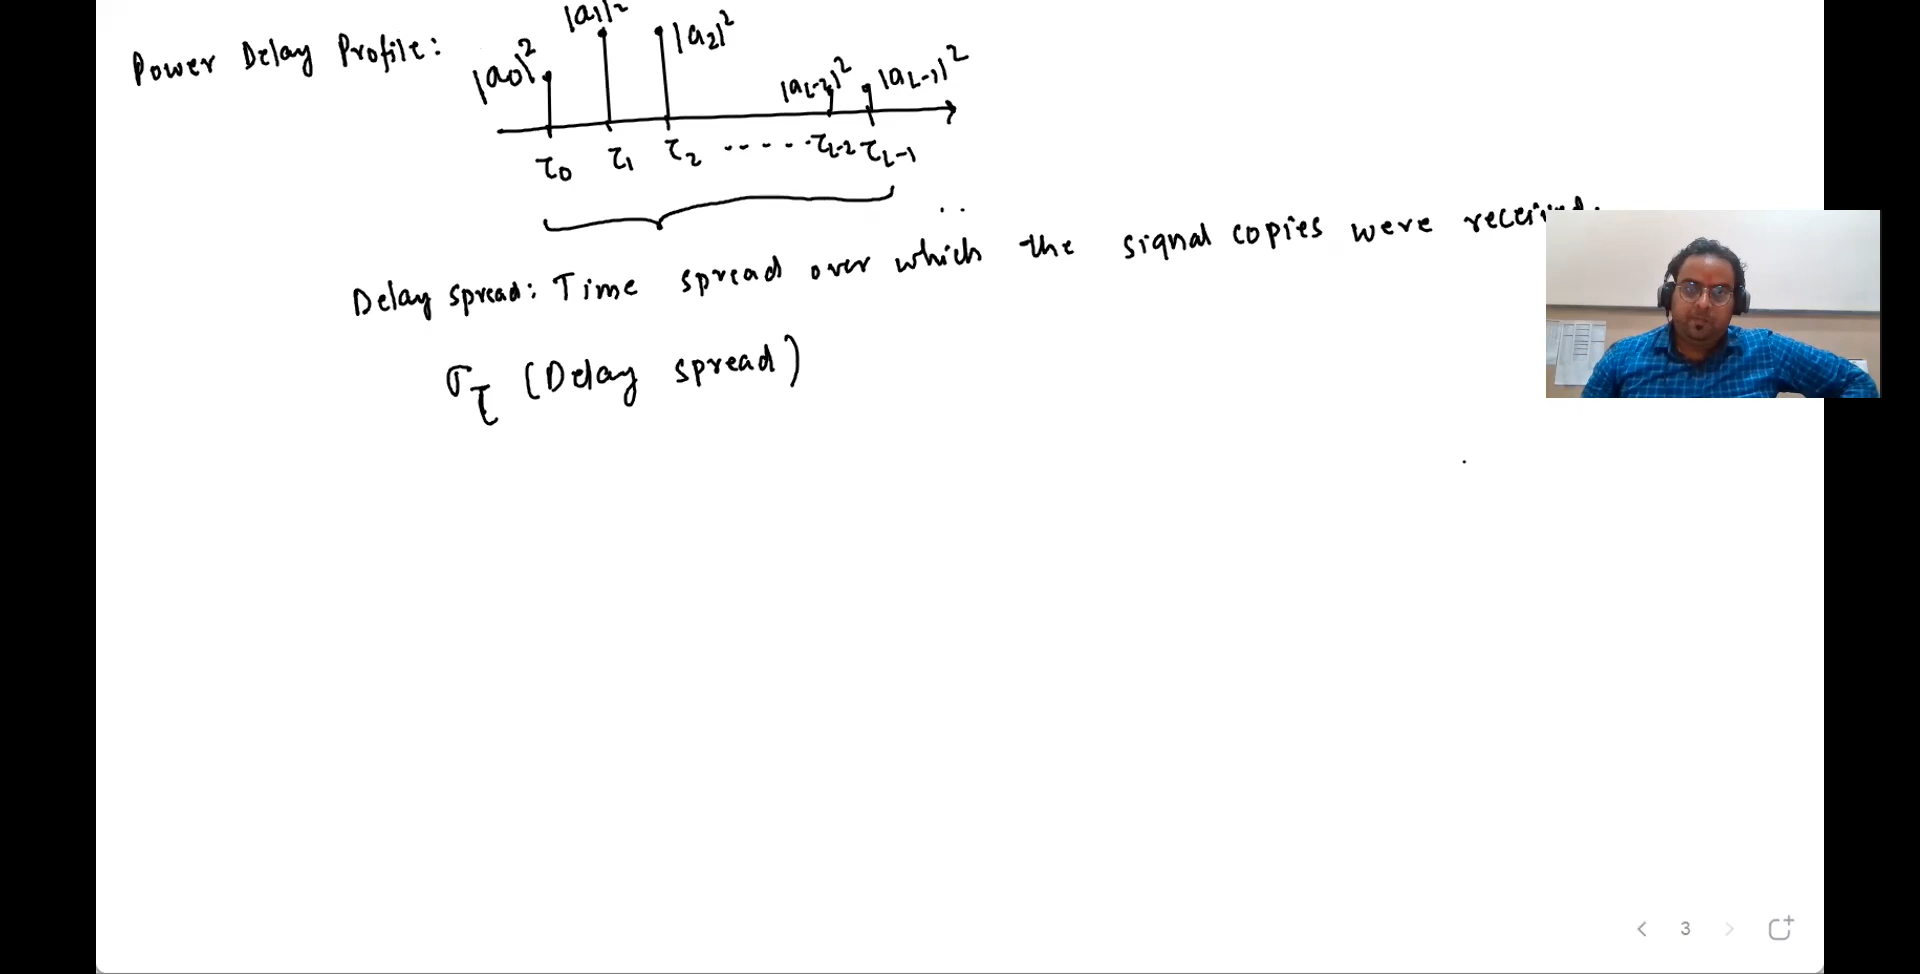 |a1|2
Power Delay Profile: |a0|² |a2|² |aL-2|² |aL-1|²
τ0 τ1 τ2 ...... τL-2 τL-1
Delay spread: Time spread over which the signal copies were received.
στ (Delay spread)
3